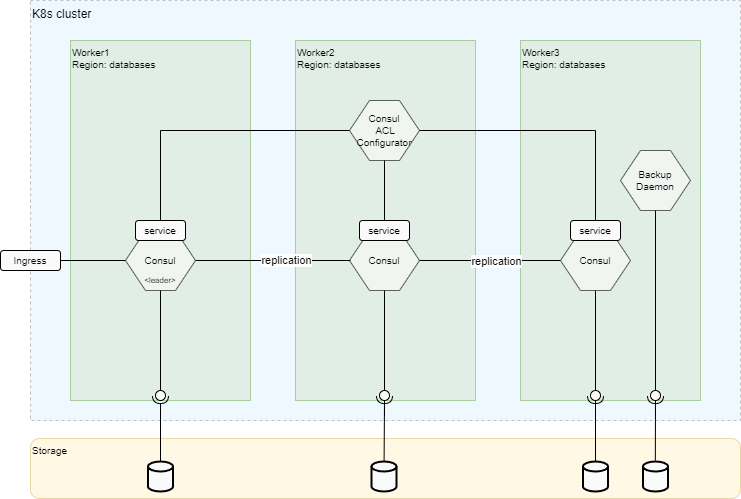 K8s cluster
Worker1
Region: databases
Worker2
Region: databases
Worker3
Region: databases
Consul
ACL
Configurator
Backup
Daemon
service
service
service
Ingress
Consul
<leader>
replication
Consul
replication
Consul
Storage